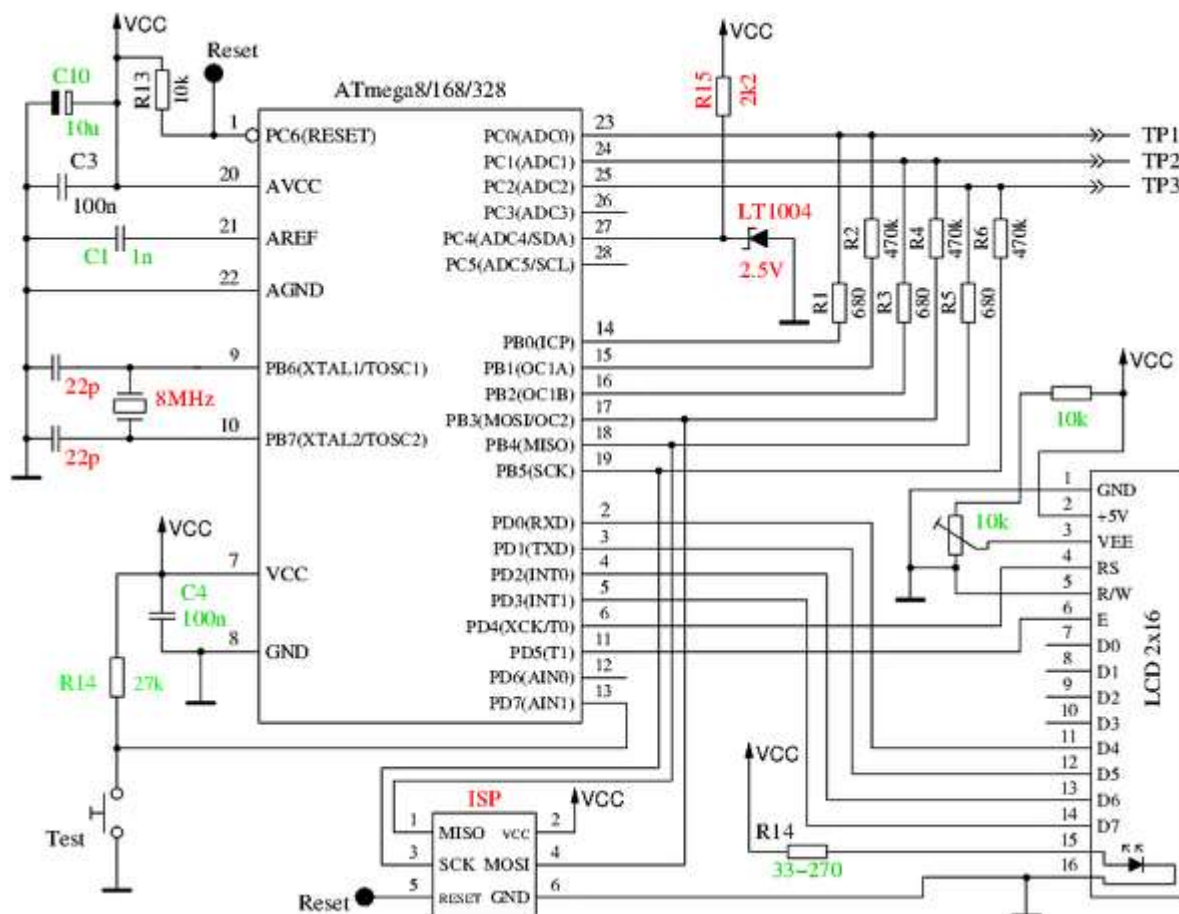 VCC
C10
10u
R13
10k
Reset
C3
100n
C1
1n
22p
8MHz
22p
ATmega8/168/328
1
PC6(RESET)
20
AVCC
21
AREF
22
AGND
9
PB6(XTAL1/TOSC1)
10
PB7(XTAL2/TOSC2)
VCC
7
VCC
C4
100n
8
GND
R14
27k
Test
PC0(ADC0)
23
PC1(ADC1)
24
PC2(ADC2)
25
PC3(ADC3)
26
PC4(ADC4/SDA)
27
PC5(ADC5/SCL)
28
PB0(ICP)
14
PB1(OC1A)
15
PB2(OC1B)
16
PB3(MOSI/OC2)
17
PB4(MISO)
18
PB5(SCK)
19
PD0(RXD)
2
PD1(TXD)
3
PD2(INT0)
4
PD3(INT1)
5
PD4(XCK/T0)
6
PD5(T1)
11
PD6(AIN0)
12
PD7(AIN1)
13
VCC
R15
2k2
LT1004
2.5V
TP1
TP2
TP3
R1
680
R2
470k
R3
680
R4
470k
R5
680
R6
470k
VCC
10k
10k
1
GND
2
+5V
3
VEE
4
RS
5
R/W
6
E
7
D0
8
D1
9
D2
10
D3
11
D4
12
D5
13
D6
14
D7
15
16
LCD 2x16
VCC
R14
33-270
ISP
VCC
1
MISO
VCC
2
3
SCK
MOSI
4
Reset
5
RESET
GND
6